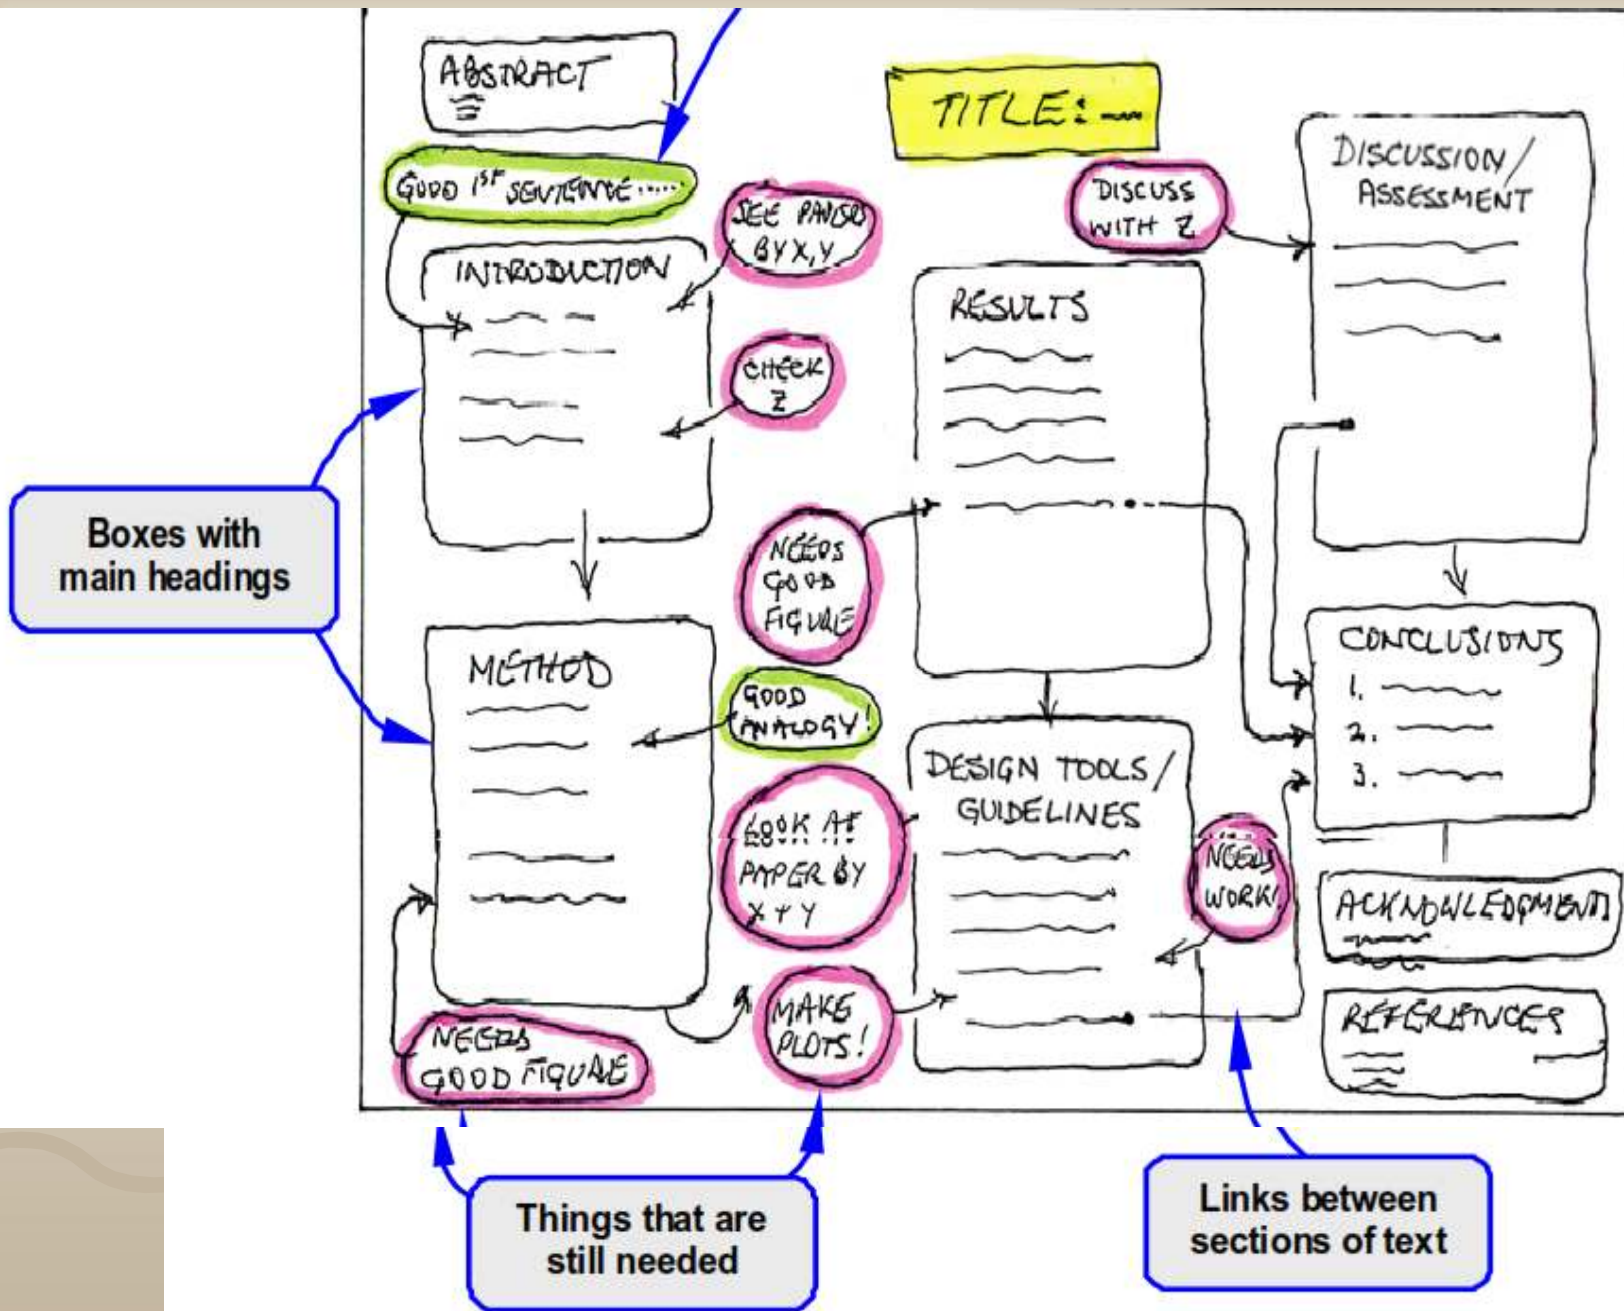 ABSTRACT
GOOD 1ST SENTENCE.....
SEE PAPERS
BY X, Y
INTRODUCTION
CHECK
Z
Boxes with
main headings
METHOD
NEEDS
GOOD FIGURE
TITLE:
DISCUSS
WITH Z
RESULTS
NEEDS
GOOD
FIGURE
GOOD
ANALOGY!
LOOK AT
PAPER BY
X + Y
MAKE
PLOTS!
DESIGN TOOLS/
GUIDELINES
NEEDS
WORK!
DISCUSSION/
ASSESSMENT
CONCLUSIONS
1.
2.
3.
ACKNOWLEDGMENTS
REFERENCES
Things that are
still needed
Links between
sections of text